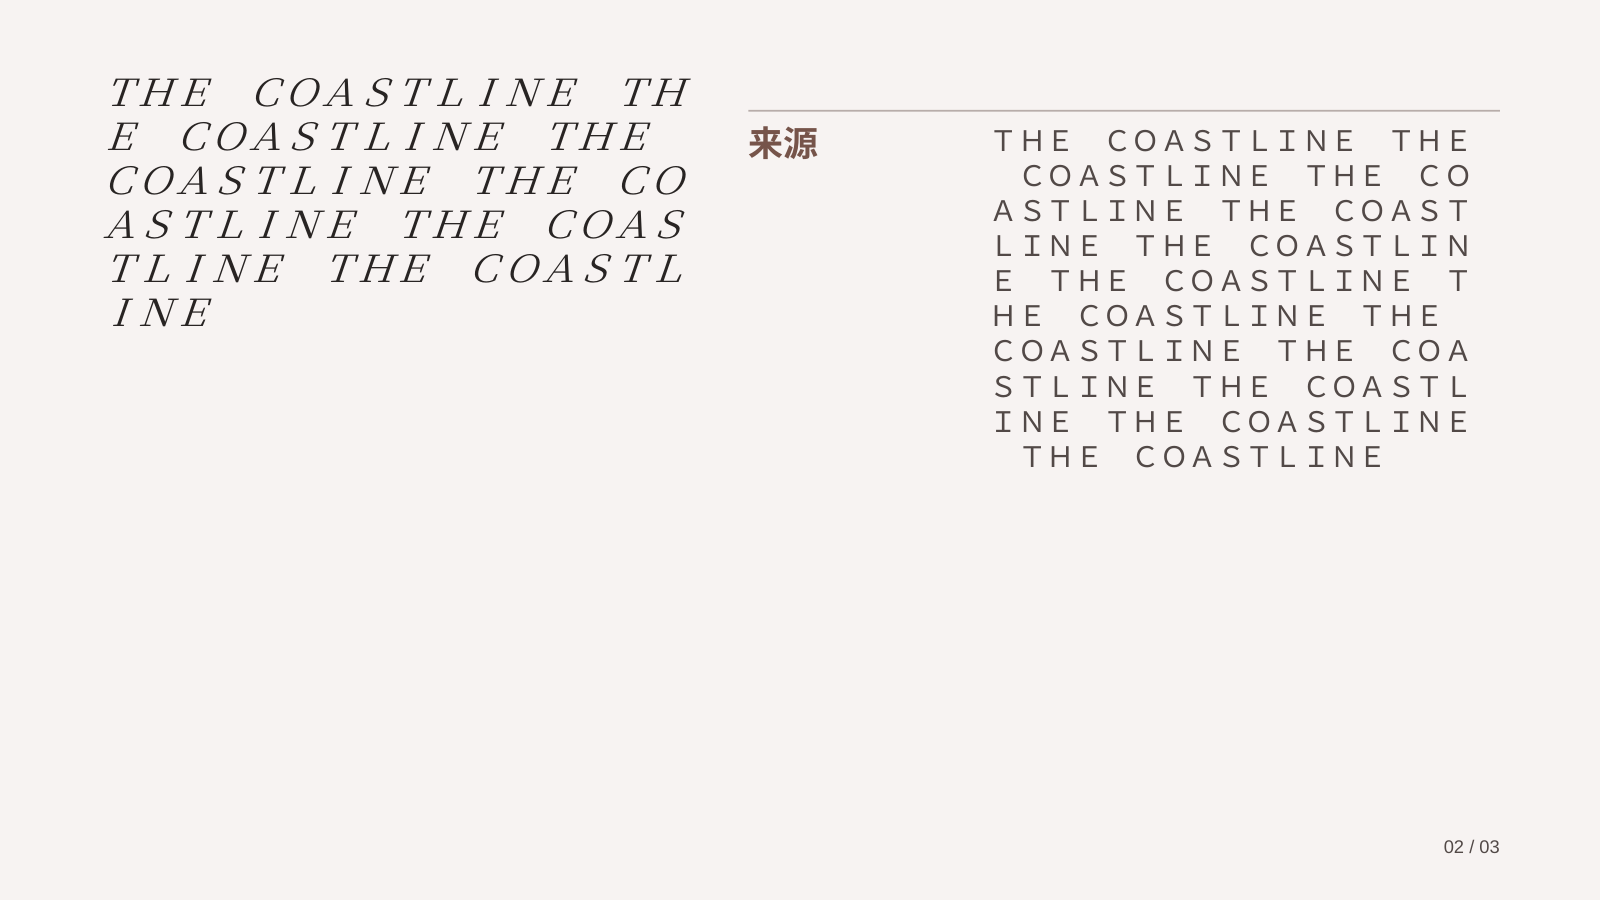 THE COASTLINE TH
E COASTLINE THE
COASTLINE THE CO
ASTLINE THE COAS
TLINE THE COASTL
INE
来源
THE COASTLINE THE
COASTLINE THE CO
ASTLINE THE COAST
LINE THE COASTLIN
E THE COASTLINE T
HE COASTLINE THE
COASTLINE THE COA
STLINE THE COASTL
INE THE COASTLINE
THE COASTLINE
02 / 03